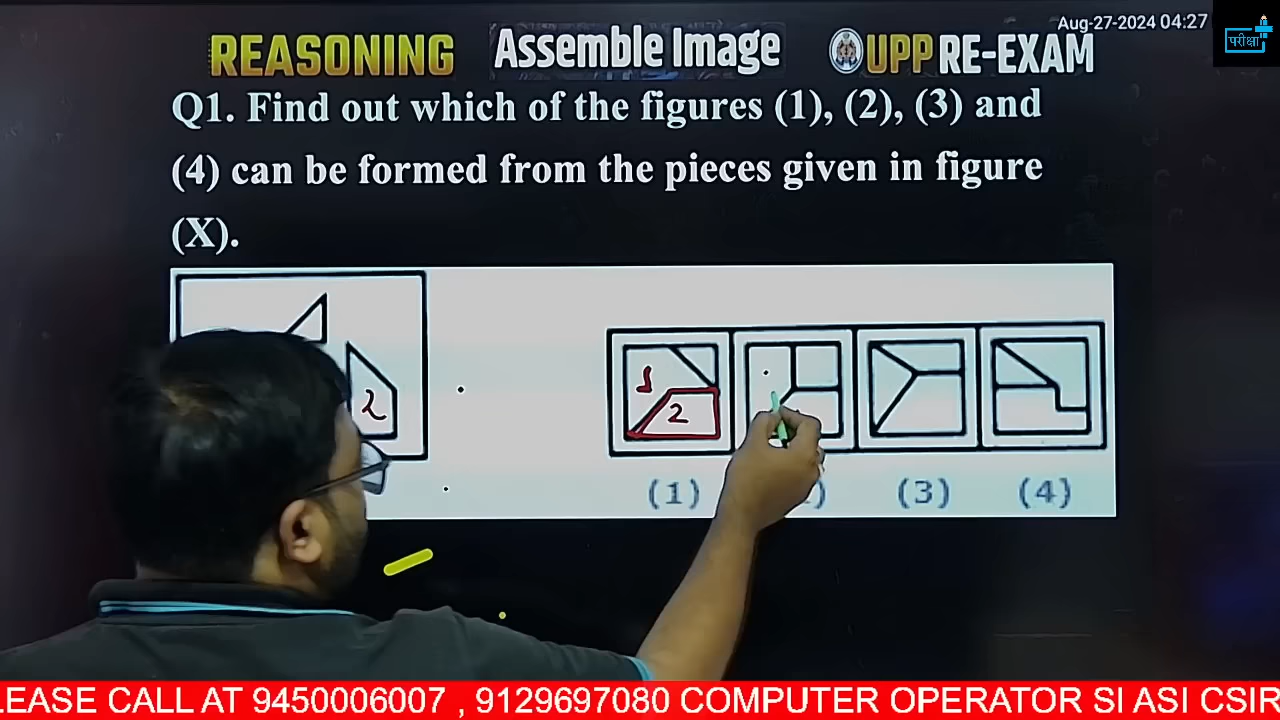 Aug-27-2024 04:27
परीक्षा
REASONING Assemble Image UPP RE-EXAM
Q1. Find out which of the figures (1), (2), (3) and
(4) can be formed from the pieces given in figure
(X).
1
2
2
(1) (3) (4)
LEASE CALL AT 9450006007 , 9129697080 COMPUTER OPERATOR SI ASI CSIR